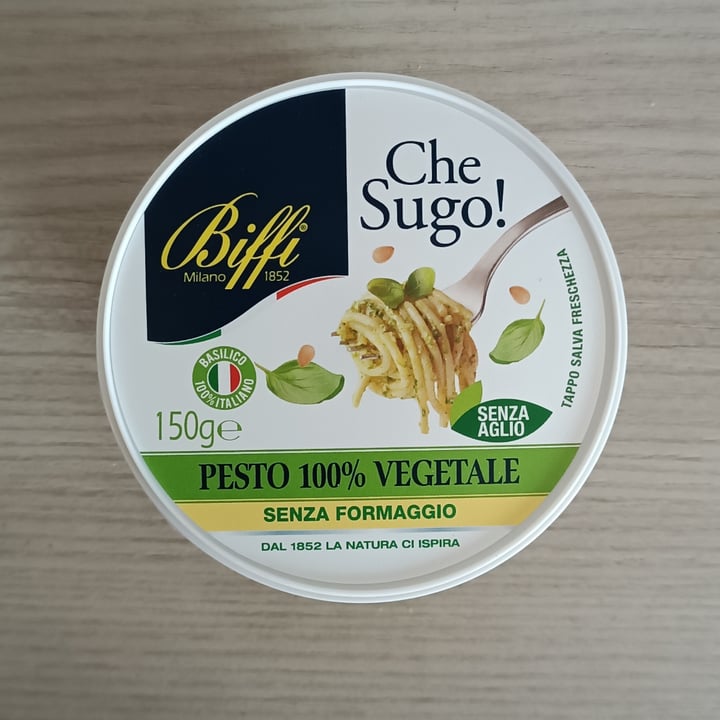 Che
Sugo!
Biffi®
Milano 1852
TAPPO SALVA FRESCHEZZA
BASILICO
100% ITALIANO
150g℮
SENZA
AGLIO
PESTO 100% VEGETALE
SENZA FORMAGGIO
DAL 1852 LA NATURA CI ISPIRA